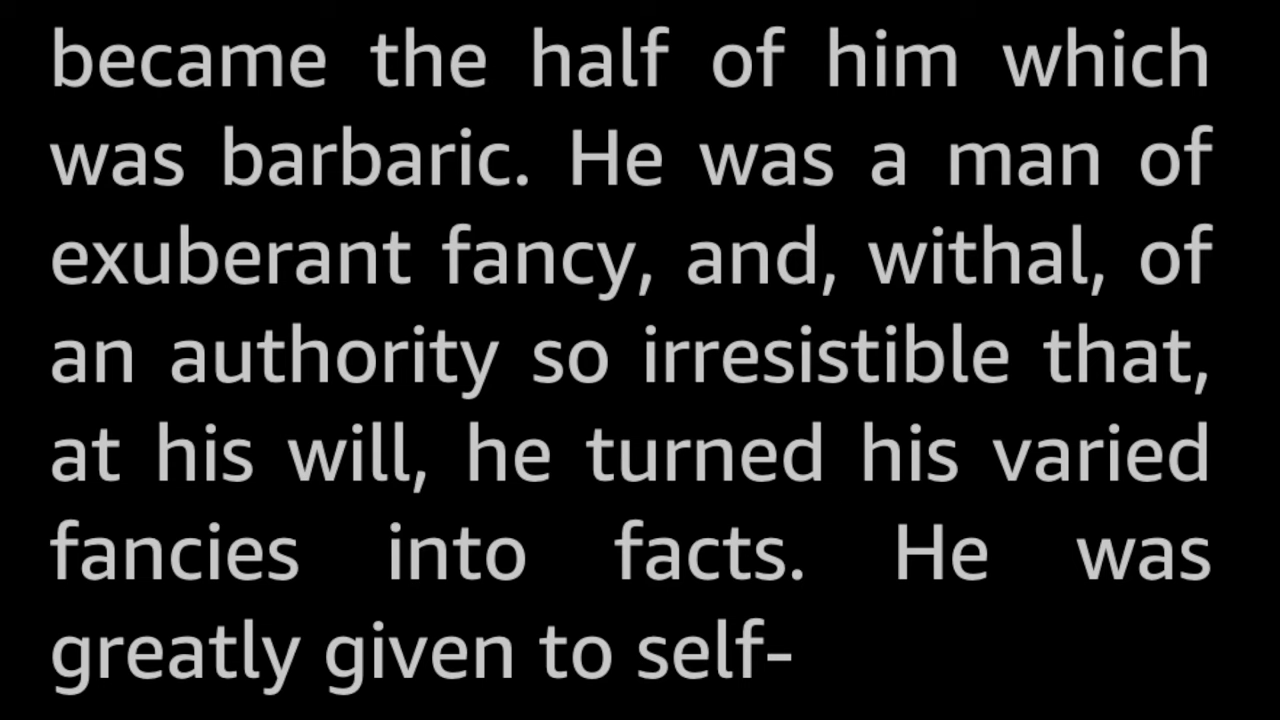 became the half of him which
was barbaric. He was a man of
exuberant fancy, and, withal, of
an authority so irresistible that,
at his will, he turned his varied
fancies into facts. He was
greatly given to self-